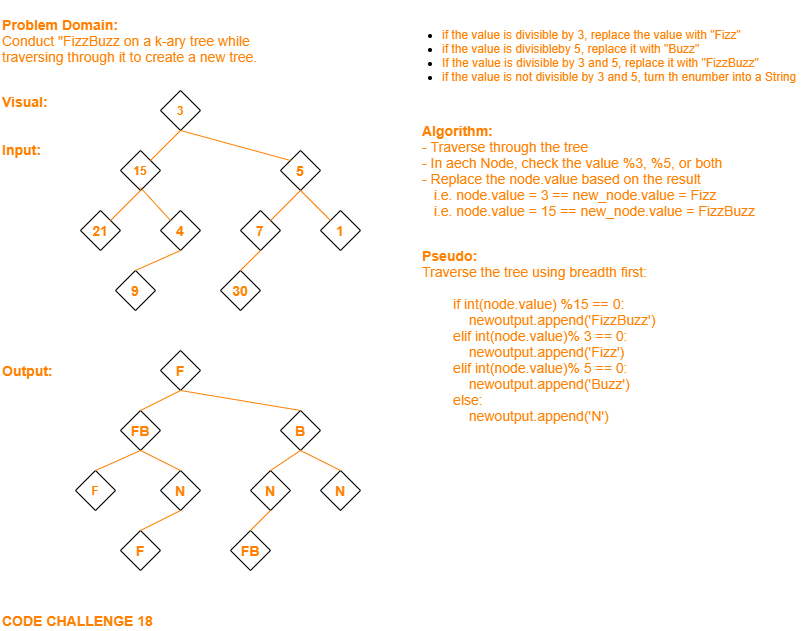 Problem Domain:
Conduct "FizzBuzz on a k-ary tree while
traversing through it to create a new tree.
Visual:
Input:
3
15
5
21
4
7
1
9
30
Output:
F
FB
B
F
N
N
N
F
FB
CODE CHALLENGE 18
if the value is divisible by 3, replace the value with "Fizz"
if the value is divisibleby 5, replace it with "Buzz"
If the value is divisible by 3 and 5, replace it with "FizzBuzz"
if the value is not divisible by 3 and 5, turn th enumber into a String
Algorithm:
- Traverse through the tree
- In aech Node, check the value %3, %5, or both
- Replace the node.value based on the result
i.e. node.value = 3 == new_node.value = Fizz
i.e. node.value = 15 == new_node.value = FizzBuzz
Pseudo:
Traverse the tree using breadth first:
if int(node.value) %15 == 0:
newoutput.append('FizzBuzz')
elif int(node.value)% 3 == 0:
newoutput.append('Fizz')
elif int(node.value)% 5 == 0:
newoutput.append('Buzz')
else:
newoutput.append('N')